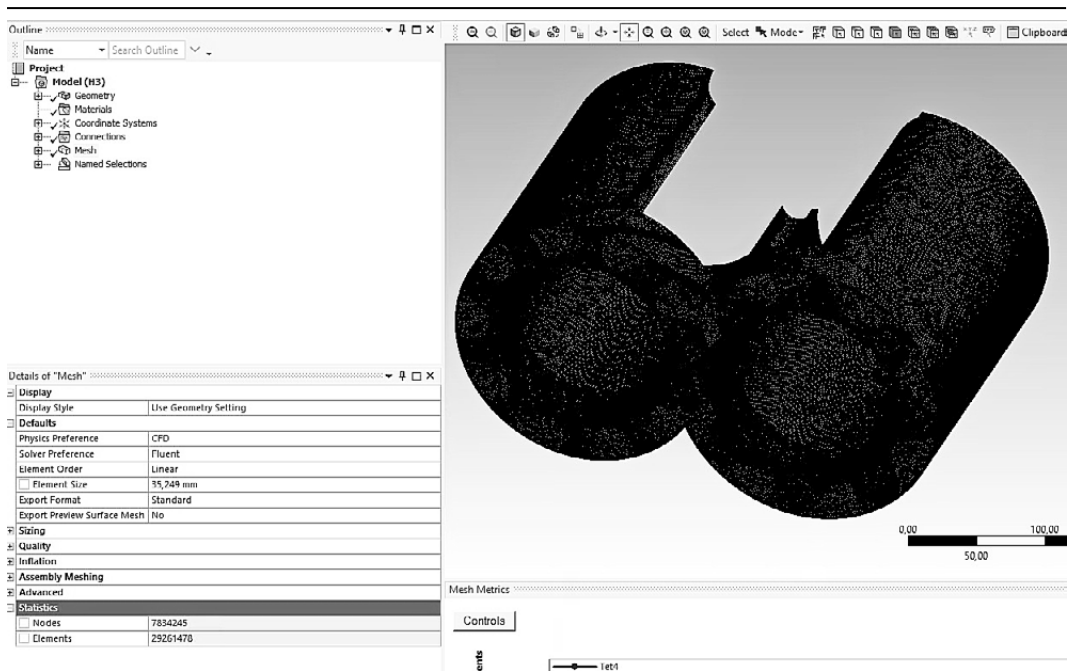 Outline
Name Search Outline
Project
Model (H3)
Geometry
Materials
Coordinate Systems
Connections
Mesh
Named Selections
Select Mode Clipboard
Details of "Mesh"
Display
Display Style Use Geometry Setting
Defaults
Physics Preference CFD
Solver Preference Fluent
Element Order Linear
Element Size 35,249 mm
Export Format Standard
Export Preview Surface Mesh No
Sizing
Quality
Inflation
Assembly Meshing
Advanced
Statistics
Nodes 7834245
Elements 29261478
0,00 100,00
50,00
Mesh Metrics
Controls
ents
Tet4